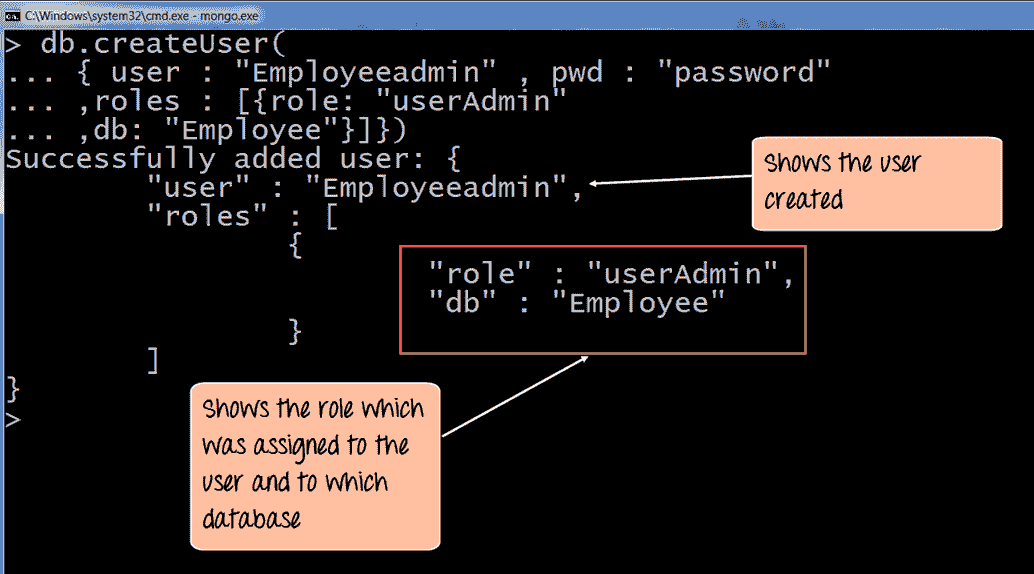 C:\Windows\system32\cmd.exe - mongo.exe
> db.createUser(
... { user : "Employeeadmin" , pwd : "password"
... ,roles : [{role: "userAdmin"
... ,db: "Employee"}]})
Successfully added user: {
"user" : "Employeeadmin",
"roles" : [
{
"role" : "userAdmin",
"db" : "Employee"
}
]
}
>
Shows the user
created
Shows the role which
was assigned to the
user and to which
database